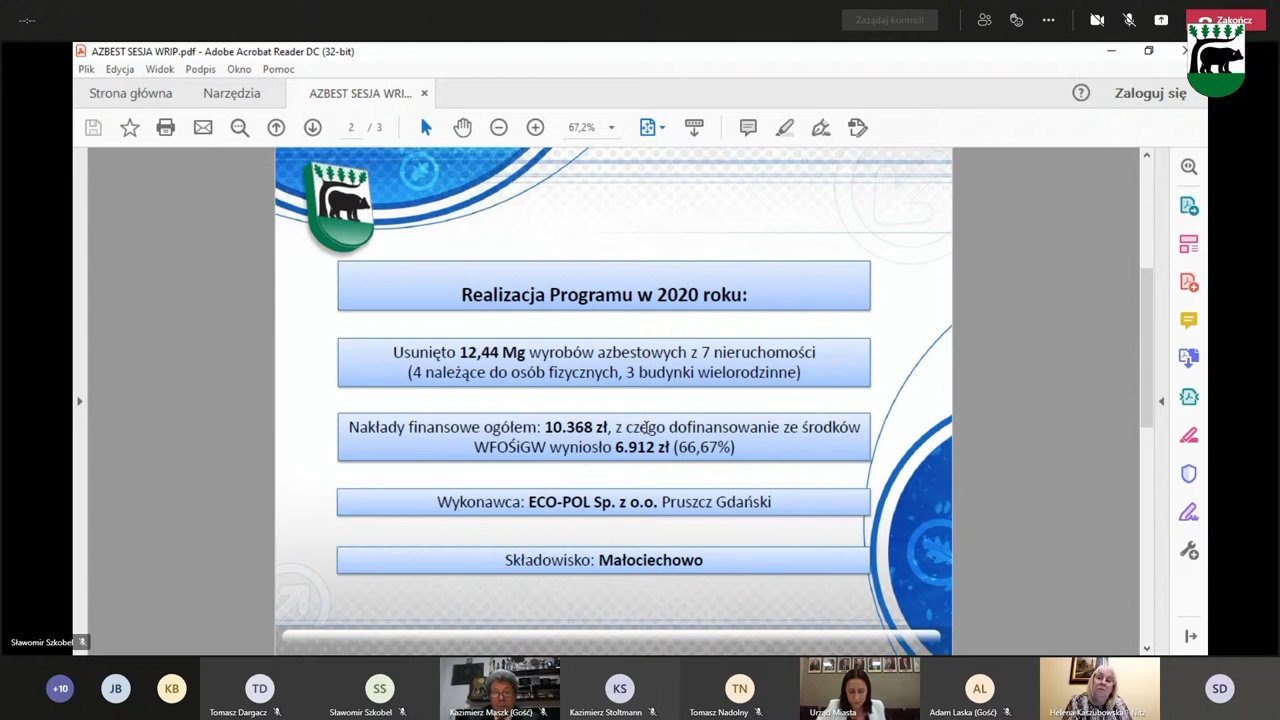 --:--
Zażądaj kontroli
Zakończ
AZBEST SESJA WRIP.pdf - Adobe Acrobat Reader DC (32-bit)
Plik Edycja Widok Podpis Okno Pomoc
Strona główna Narzędzia AZBEST SESJA WRI... Zaloguj się
2 / 3 67,2%
Realizacja Programu w 2020 roku:
Usunięto 12,44 Mg wyrobów azbestowych z 7 nieruchomości
(4 należące do osób fizycznych, 3 budynki wielorodzinne)
Nakłady finansowe ogółem: 10.368 zł, z czego dofinansowanie ze środków
WFOŚiGW wyniosło 6.912 zł (66,67%)
Wykonawca: ECO-POL Sp. z o.o. Pruszcz Gdański
Składowisko: Małociechowo
Sławomir Szkobel
+10 JB KB TD SS KS TN AL SD
Tomasz Dargacz Sławomir Szkobel Kazimierz Maszk (Gość) Kazimierz Stoltmann Tomasz Nadolny Urząd Miasta Adam Laska (Gość) Helena Kaszubowska - Nitz